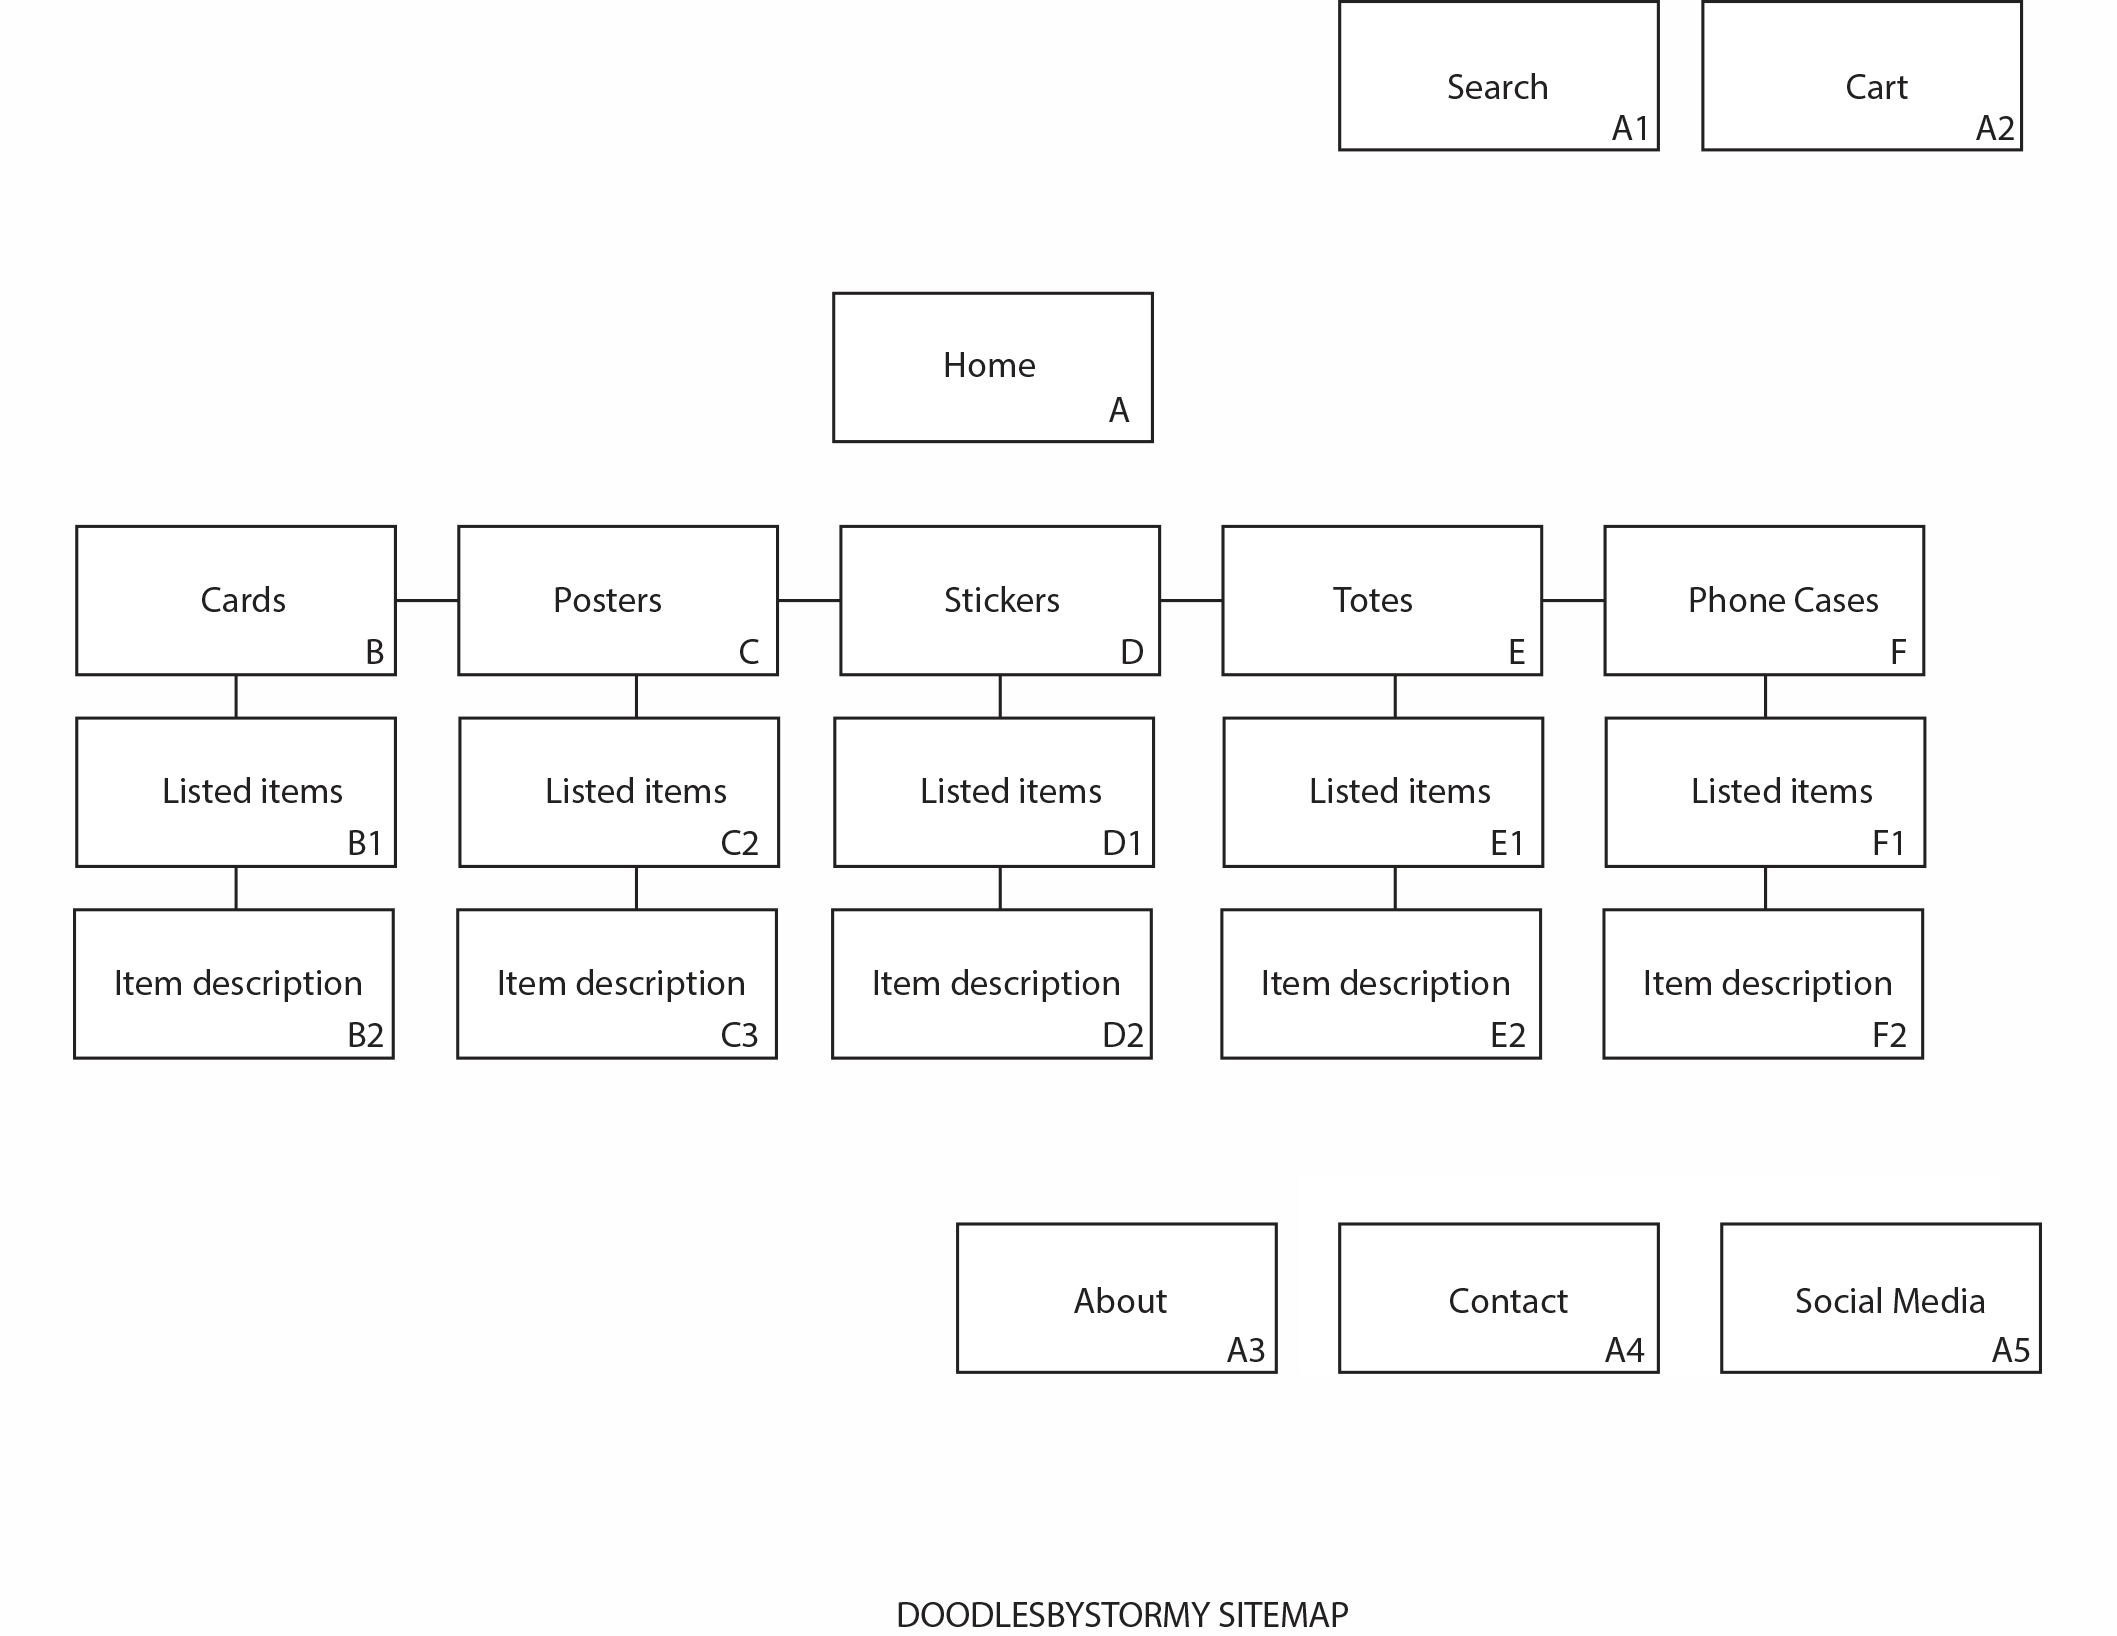 Search
A1
Cart
A2
Home
A
Cards
B
Posters
C
Stickers
D
Totes
E
Phone Cases
F
Listed items
B1
Listed items
C2
Listed items
D1
Listed items
E1
Listed items
F1
Item description
B2
Item description
C3
Item description
D2
Item description
E2
Item description
F2
About
A3
Contact
A4
Social Media
A5
DOODLESBYSTORMY SITEMAP